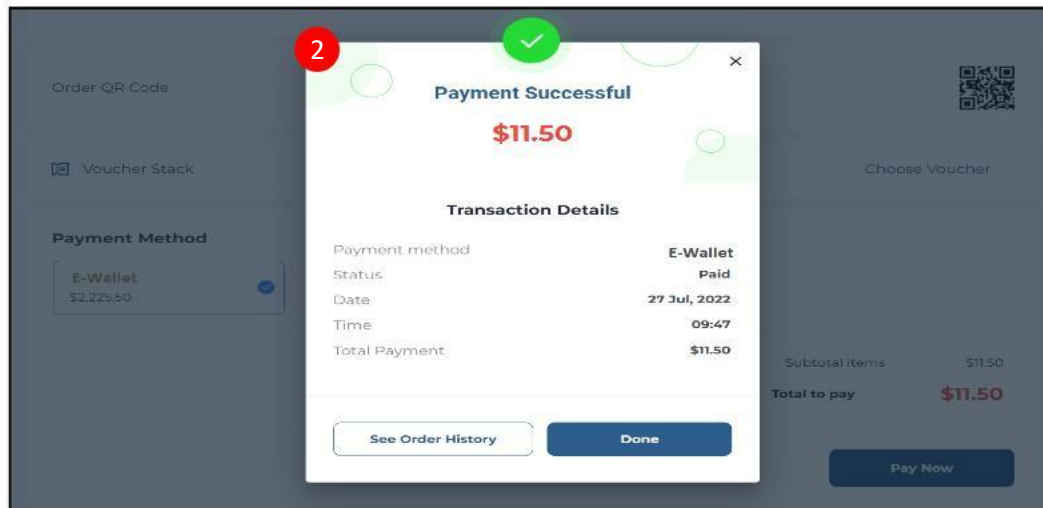 2
Order QR Code
Payment Successful
$11.50
Voucher Stack
Choose Voucher
Transaction Details
Payment Method
E-Wallet
$2,225.50
Payment method E-Wallet
Status Paid
Date 27 Jul, 2022
Time 09:47
Total Payment $11.50
Subtotal items $11.50
Total to pay $11.50
See Order History
Done
Pay Now